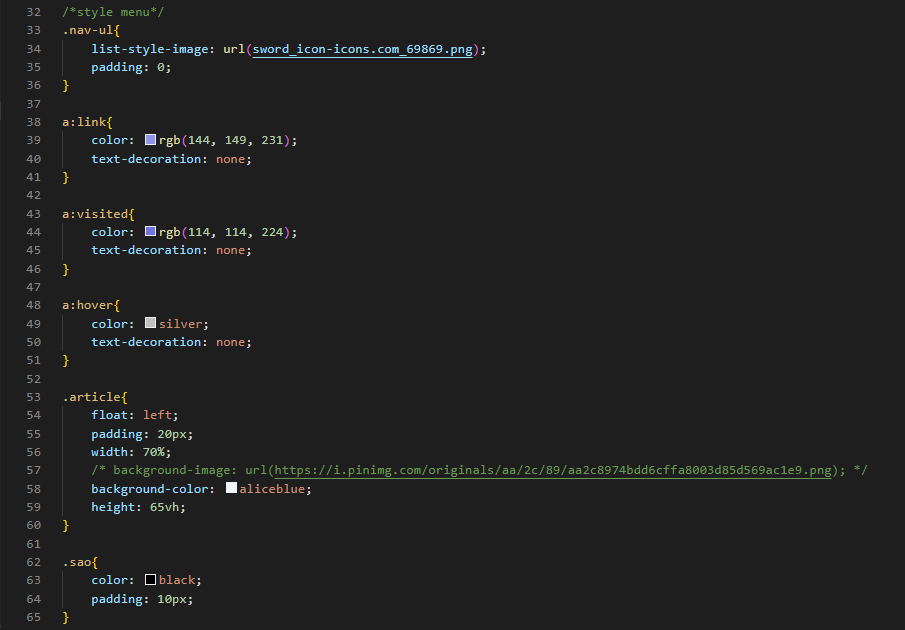 32 /*style menu*/
33 .nav-ul{
34     list-style-image: url(sword_icon-icons.com_69869.png);
35     padding: 0;
36 }
37
38 a:link{
39     color: rgb(144, 149, 231);
40     text-decoration: none;
41 }
42
43 a:visited{
44     color: rgb(114, 114, 224);
45     text-decoration: none;
46 }
47
48 a:hover{
49     color: silver;
50     text-decoration: none;
51 }
52
53 .article{
54     float: left;
55     padding: 20px;
56     width: 70%;
57     /* background-image: url(https://i.pinimg.com/originals/aa/2c/89/aa2c8974bdd6cffa8003d85d569ac1e9.png); */
58     background-color: aliceblue;
59     height: 65vh;
60 }
61
62 .sao{
63     color: black;
64     padding: 10px;
65 }